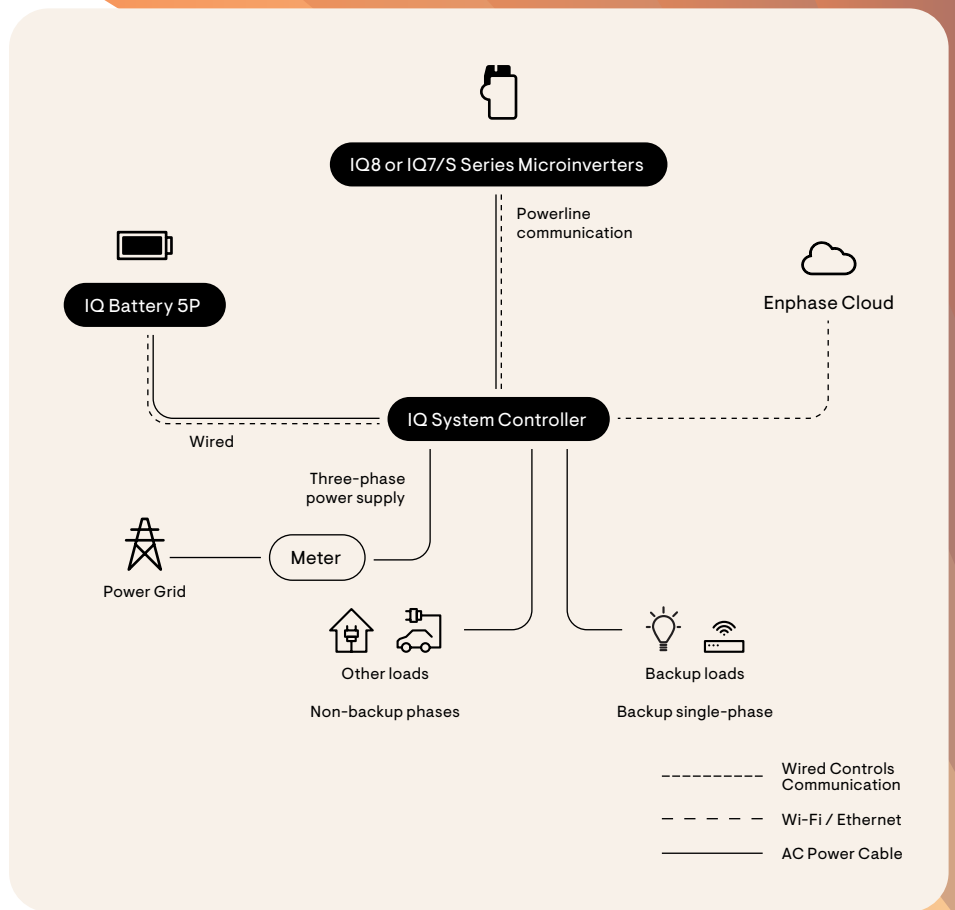 IQ8 or IQ7/S Series Microinverters
Powerline
communication
IQ Battery 5P
Enphase Cloud
IQ System Controller
Wired
Three-phase
power supply
Meter
Power Grid
Other loads
Non-backup phases
Backup loads
Backup single-phase
Wired Controls
Communication
Wi-Fi / Ethernet
AC Power Cable